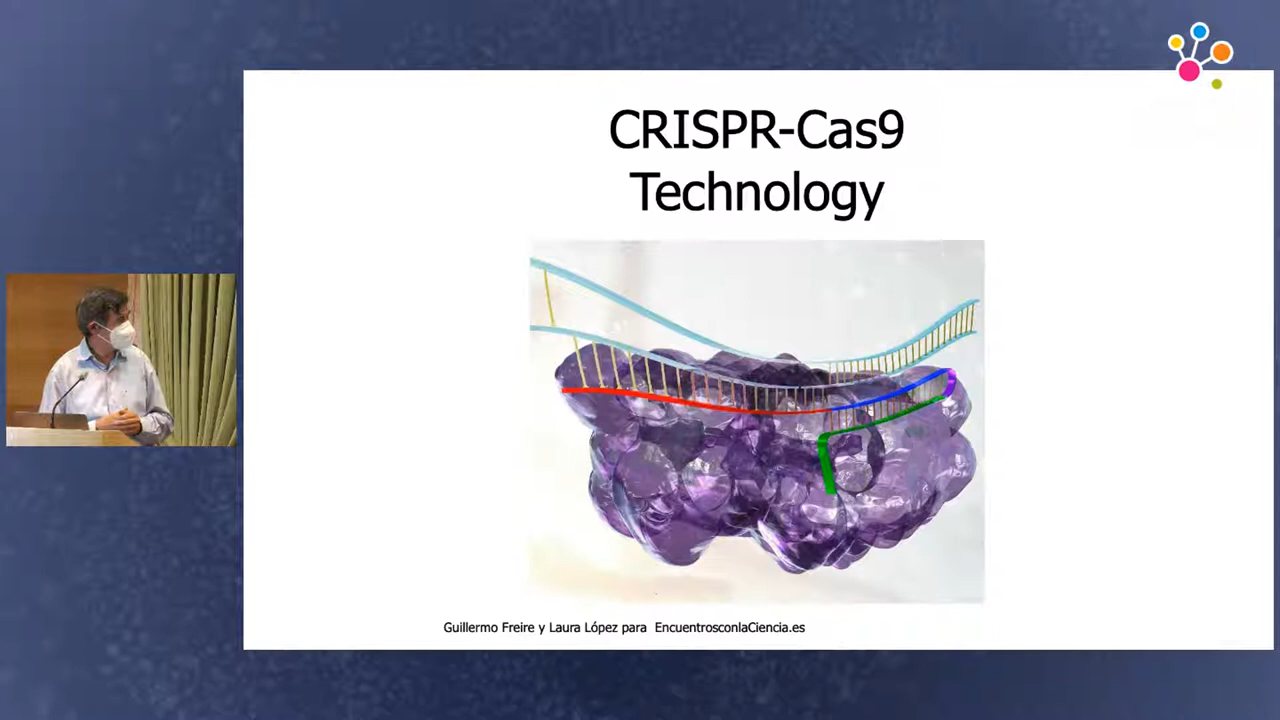 CRISPR-Cas9
Technology
Guillermo Freire y Laura López para EncuentrosconlaCiencia.es